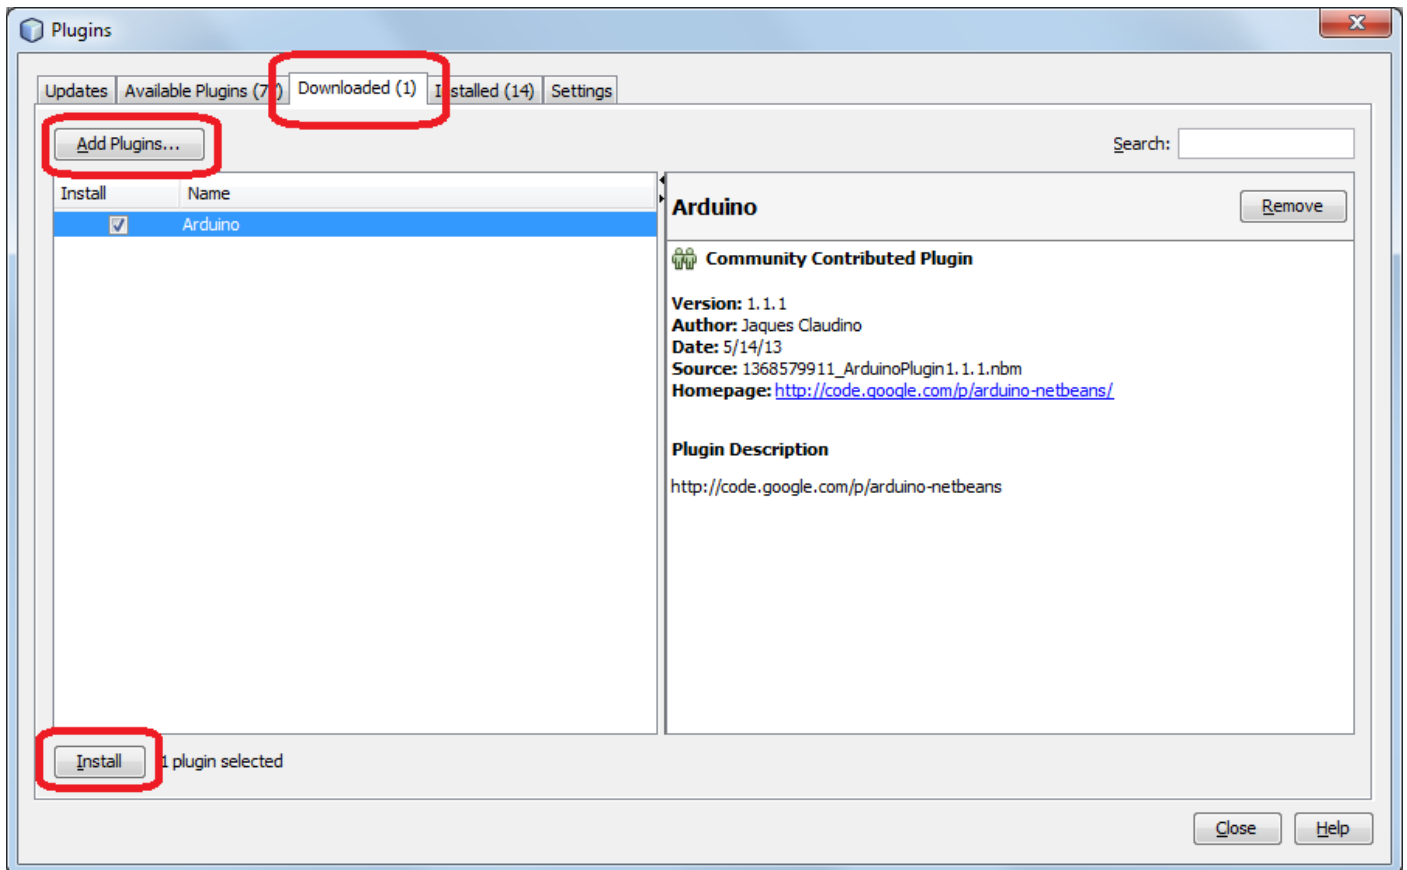 Plugins
Updates Available Plugins (7 ) Downloaded (1) I stalled (14) Settings
Add Plugins... Search:
Install Name
Arduino
Arduino Remove
Community Contributed Plugin
Version: 1.1.1
Author: Jaques Claudino
Date: 5/14/13
Source: 1368579911_ArduinoPlugin1.1.1.nbm
Homepage: http://code.google.com/p/arduino-netbeans/
Plugin Description
http://code.google.com/p/arduino-netbeans
Install 1 plugin selected
Close Help